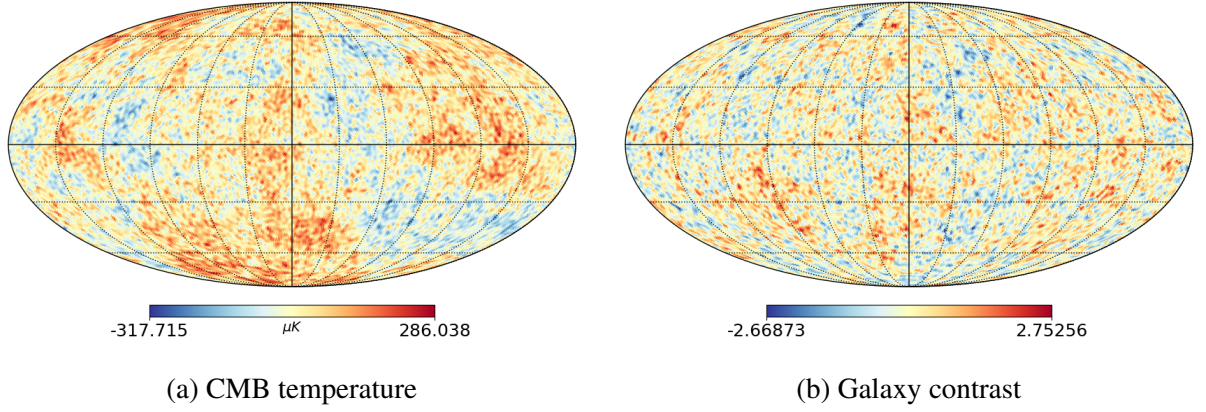 -317.715 μK 286.038
-2.66873 2.75256
(a) CMB temperature
(b) Galaxy contrast